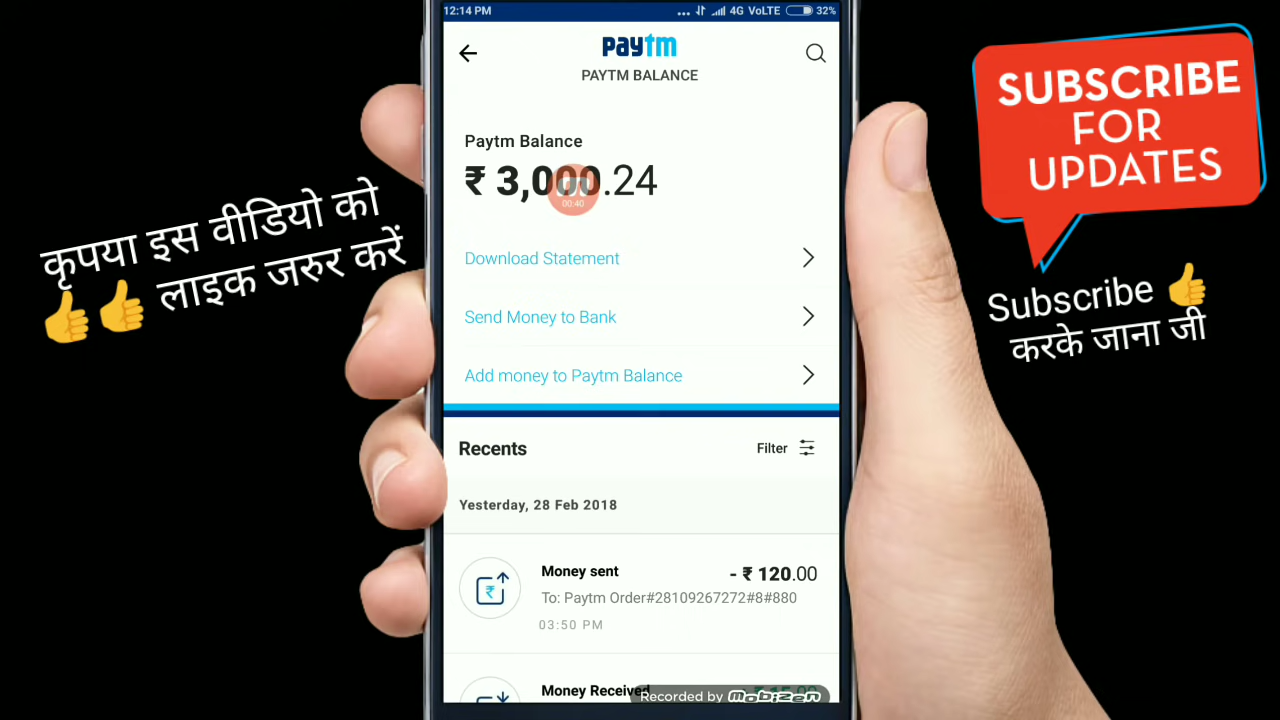 12:14 PM
4G VoLTE 32%
paytm
PAYTM BALANCE
Paytm Balance
₹ 3,000.24
00:40
Download Statement
Send Money to Bank
Add money to Paytm Balance
Recents
Filter
Yesterday, 28 Feb 2018
Money sent
- ₹ 120.00
To: Paytm Order#28109267272#8#880
03:50 PM
Money Received
Recorded by mobizen
कृपया इस वीडियो को
👍👍 लाइक जरुर करें
SUBSCRIBE
FOR
UPDATES
Subscribe 👍
करके जाना जी